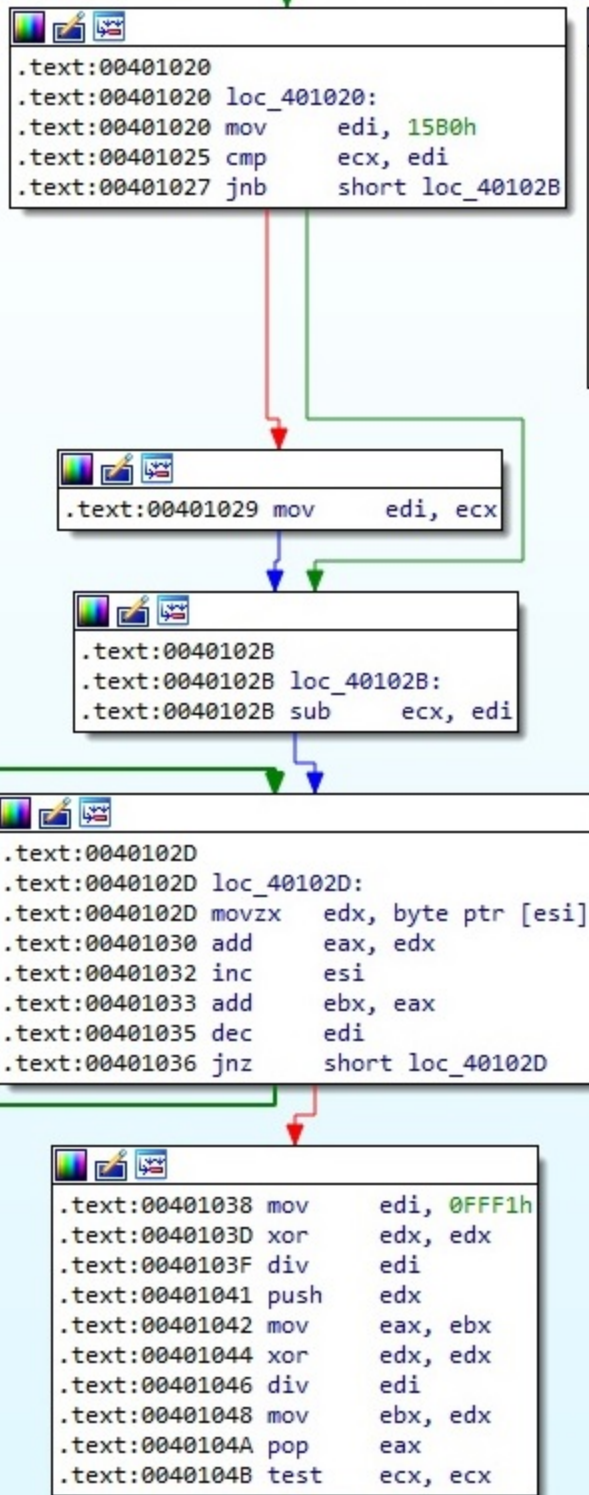 .text:00401020
.text:00401020 loc_401020:
.text:00401020 mov edi, 15B0h
.text:00401025 cmp ecx, edi
.text:00401027 jnb short loc_40102B
.text:00401029 mov edi, ecx
.text:0040102B
.text:0040102B loc_40102B:
.text:0040102B sub ecx, edi
.text:0040102D
.text:0040102D loc_40102D:
.text:0040102D movzx edx, byte ptr [esi]
.text:00401030 add eax, edx
.text:00401032 inc esi
.text:00401033 add ebx, eax
.text:00401035 dec edi
.text:00401036 jnz short loc_40102D
.text:00401038 mov edi, 0FFF1h
.text:0040103D xor edx, edx
.text:0040103F div edi
.text:00401041 push edx
.text:00401042 mov eax, ebx
.text:00401044 xor edx, edx
.text:00401046 div edi
.text:00401048 mov ebx, edx
.text:0040104A pop eax
.text:0040104B test ecx, ecx